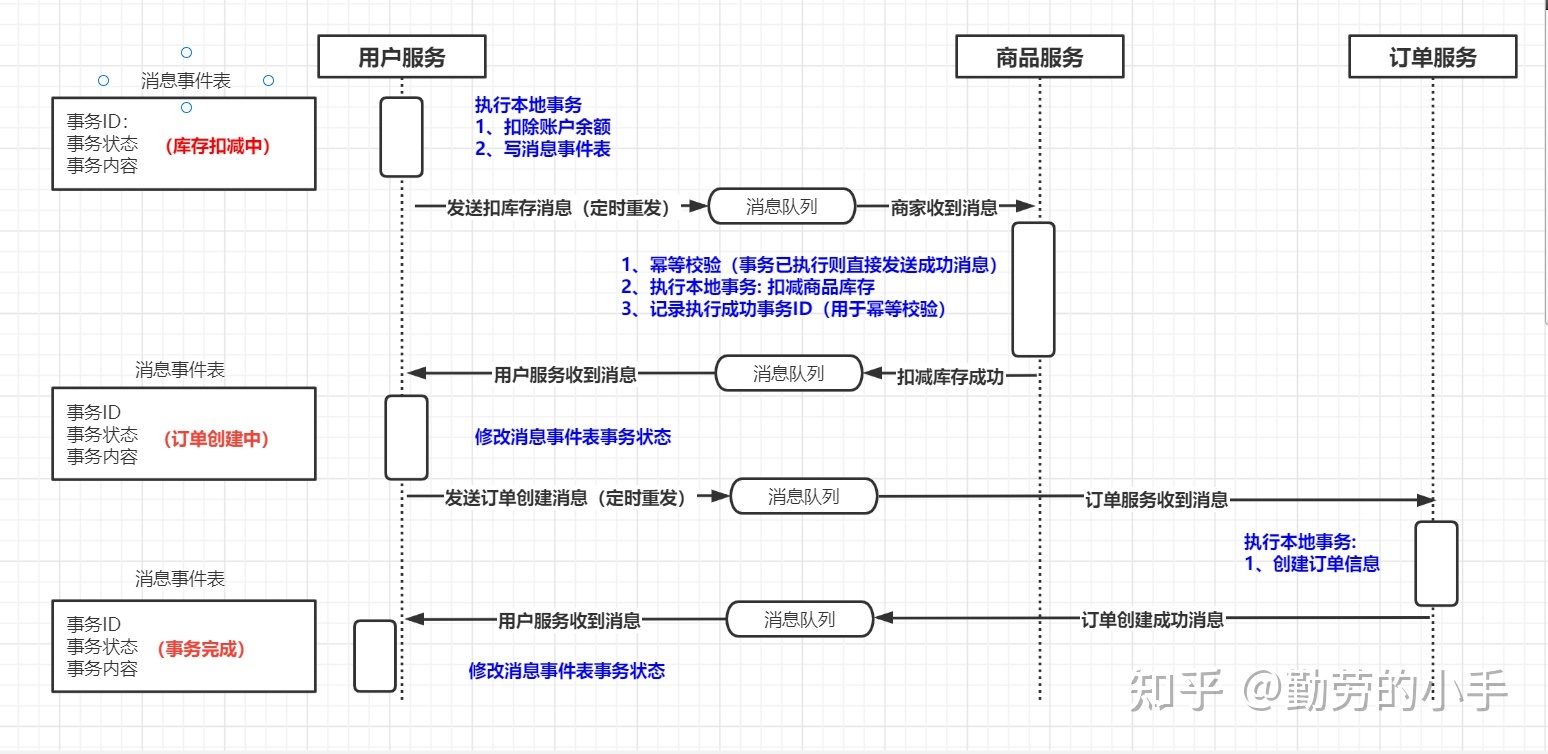 用户服务
商品服务
订单服务
消息事件表
事务ID:
事务状态 (库存扣减中)
事务内容
执行本地事务
1、扣除账户余额
2、写消息事件表
发送扣库存消息（定时重发）
消息队列
商家收到消息
1、幂等校验（事务已执行则直接发送成功消息）
2、执行本地事务: 扣减商品库存
3、记录执行成功事务ID（用于幂等校验）
消息事件表
用户服务收到消息
消息队列
扣减库存成功
事务ID
事务状态 (订单创建中)
事务内容
修改消息事件表事务状态
发送订单创建消息（定时重发）
消息队列
订单服务收到消息
执行本地事务:
1、创建订单信息
消息事件表
用户服务收到消息
消息队列
订单创建成功消息
事务ID
事务状态 (事务完成)
事务内容
修改消息事件表事务状态
知乎 @勤劳的小手